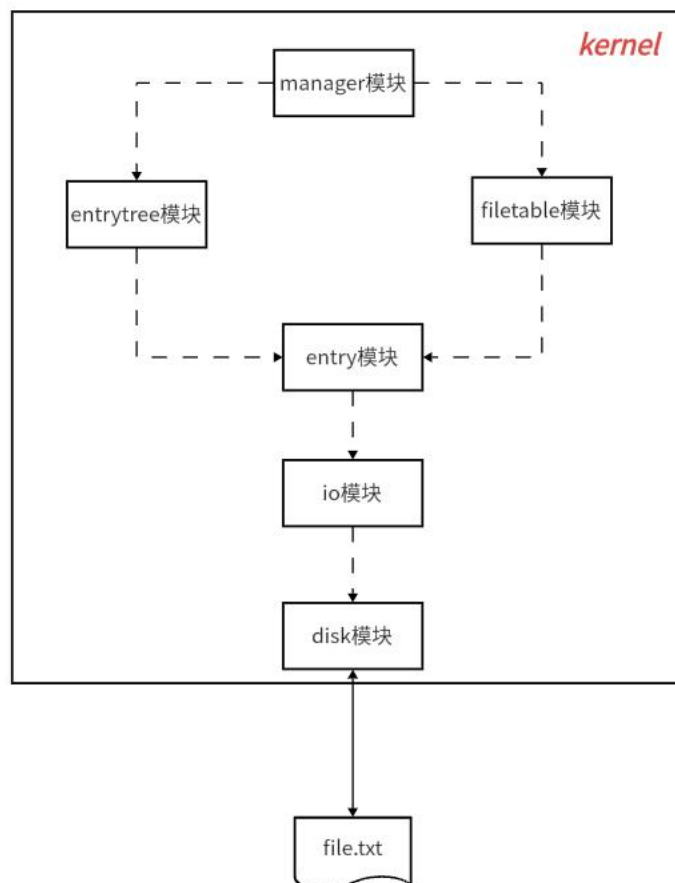 kernel
manager模块
entrytree模块
filetable模块
entry模块
io模块
disk模块
file.txt